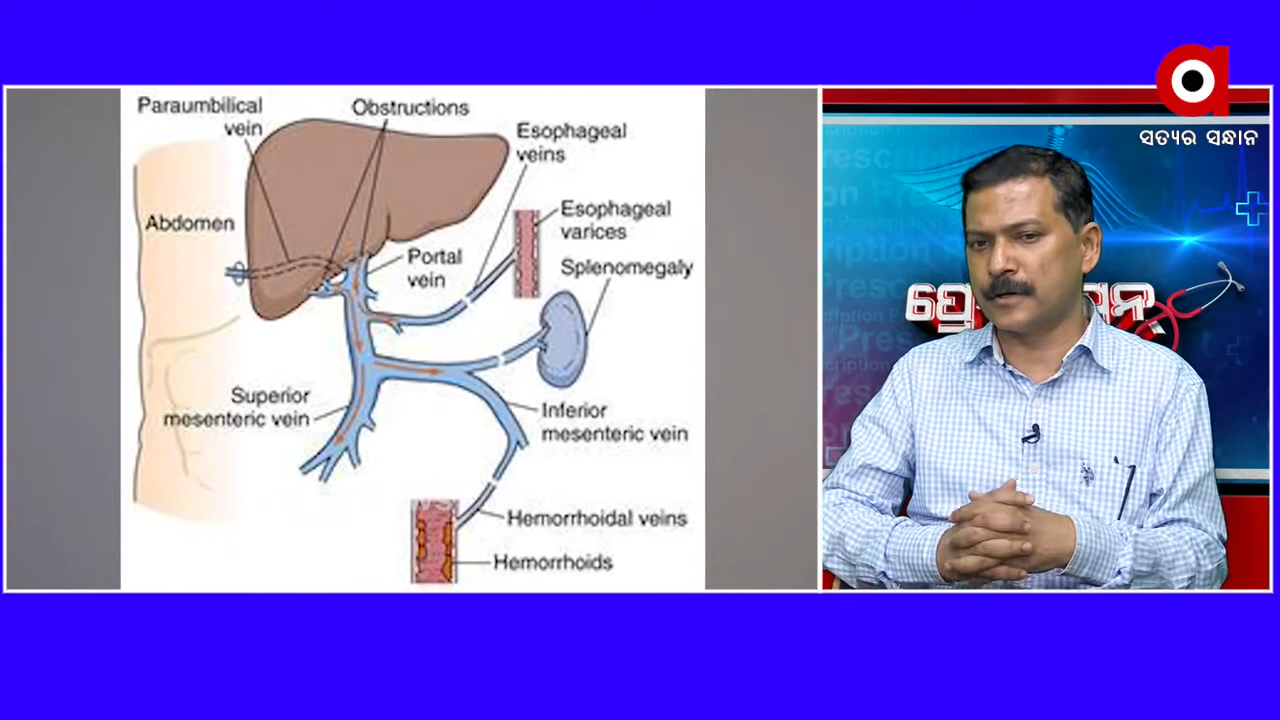 Paraumbilical
vein
Obstructions
Esophageal
veins
Abdomen
Esophageal
varices
Portal
vein
Splenomegaly
Superior
mesenteric vein
Inferior
mesenteric vein
Hemorrhoidal veins
Hemorrhoids
ସତ୍ୟର ସନ୍ଧାନ